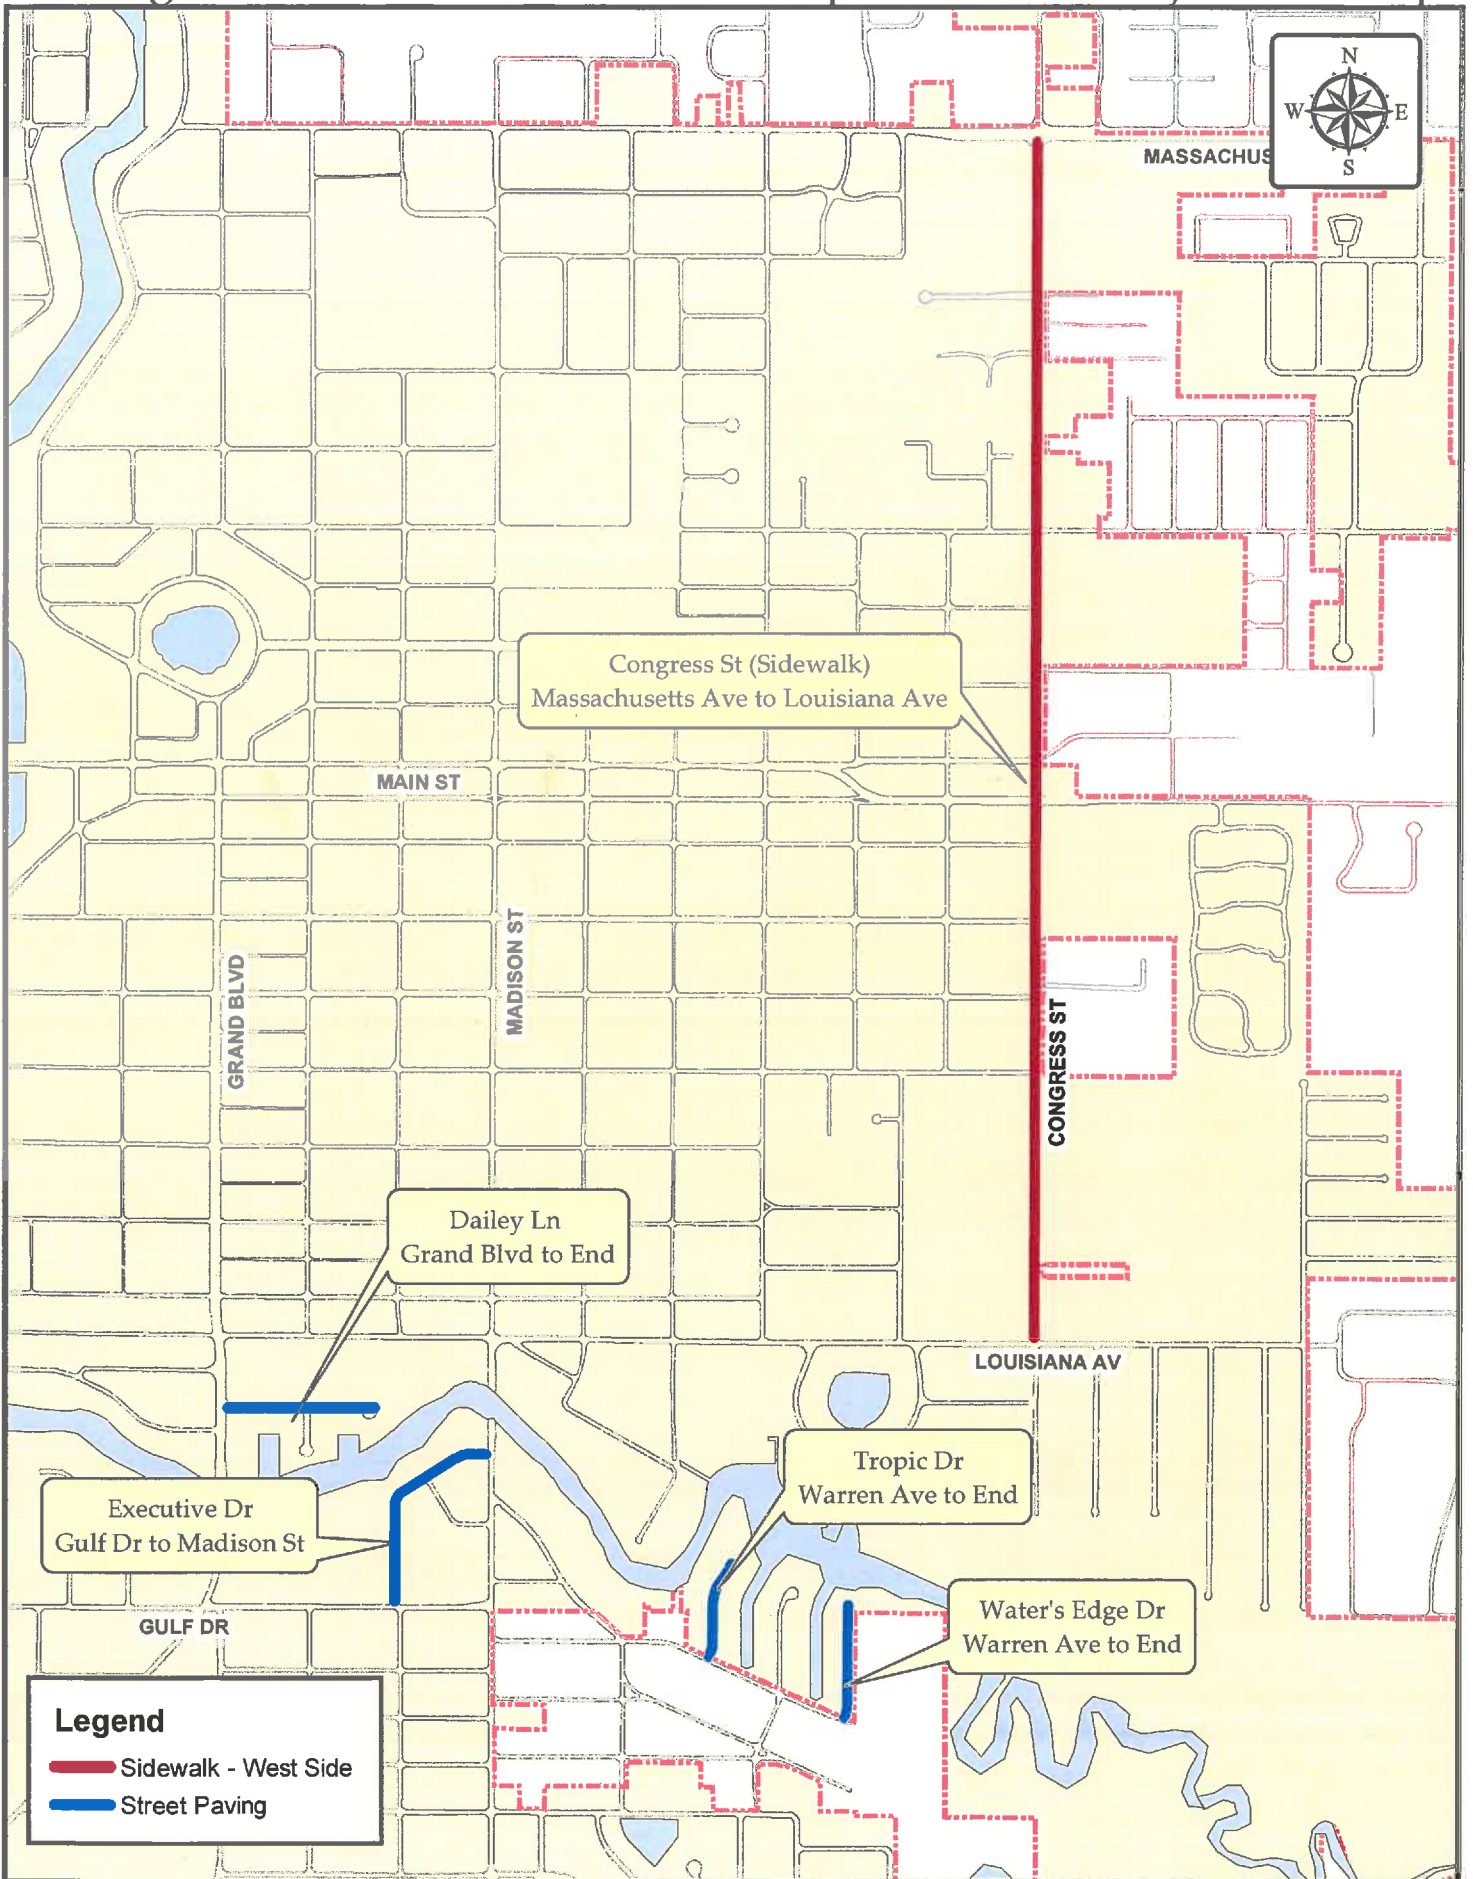 N
W E
S
MASSACHUS
Congress St (Sidewalk)
Massachusetts Ave to Louisiana Ave
MAIN ST
MADISON ST
GRAND BLVD
CONGRESS ST
Dailey Ln
Grand Blvd to End
LOUISIANA AV
Tropic Dr
Warren Ave to End
Executive Dr
Gulf Dr to Madison St
Water's Edge Dr
Warren Ave to End
GULF DR
Legend
Sidewalk - West Side
Street Paving